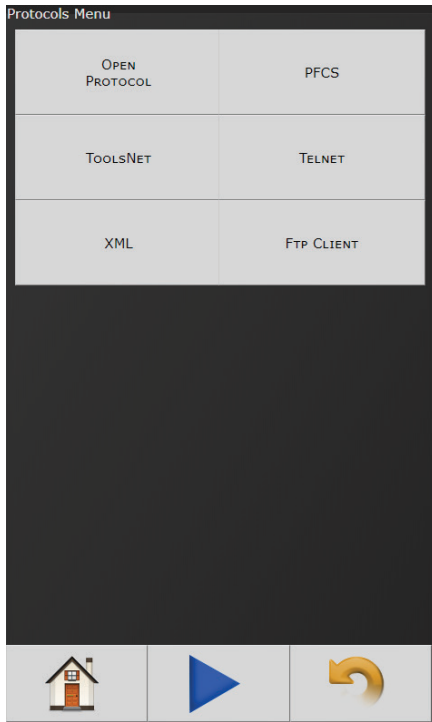 Protocols Menu
Open
Protocol
PFCS
ToolsNet
Telnet
XML
Ftp Client